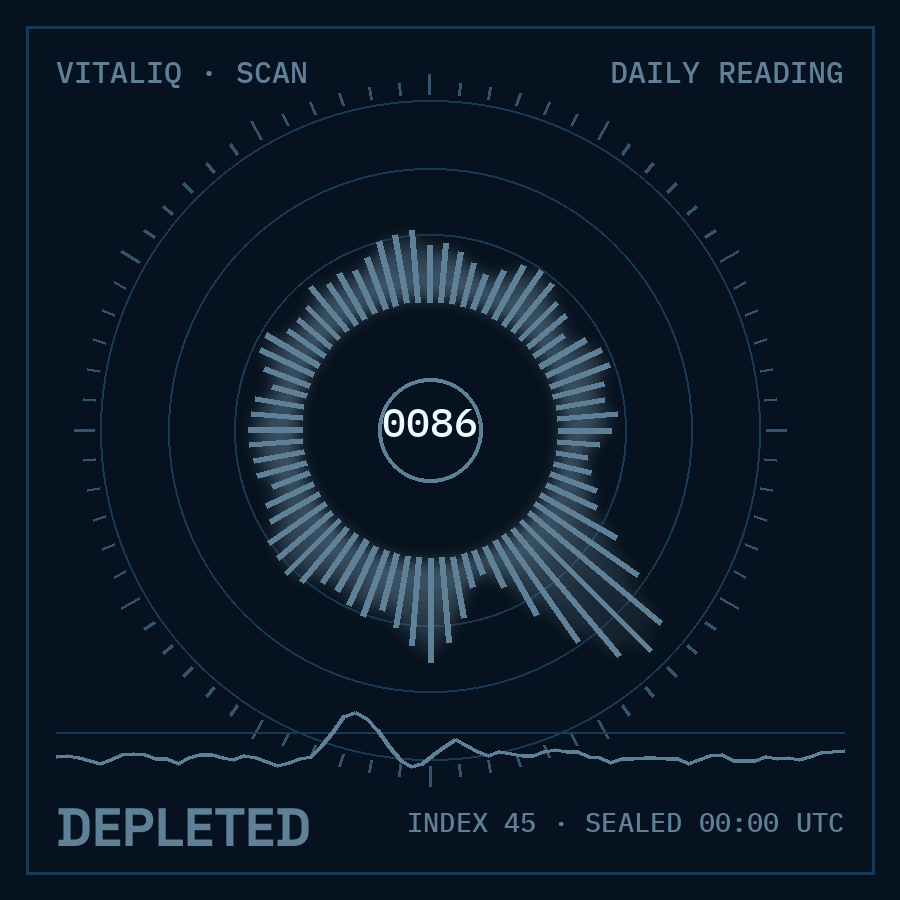 VITALIQ · SCAN
DAILY READING
0086
DEPLETED
INDEX 45 · SEALED 00:00 UTC